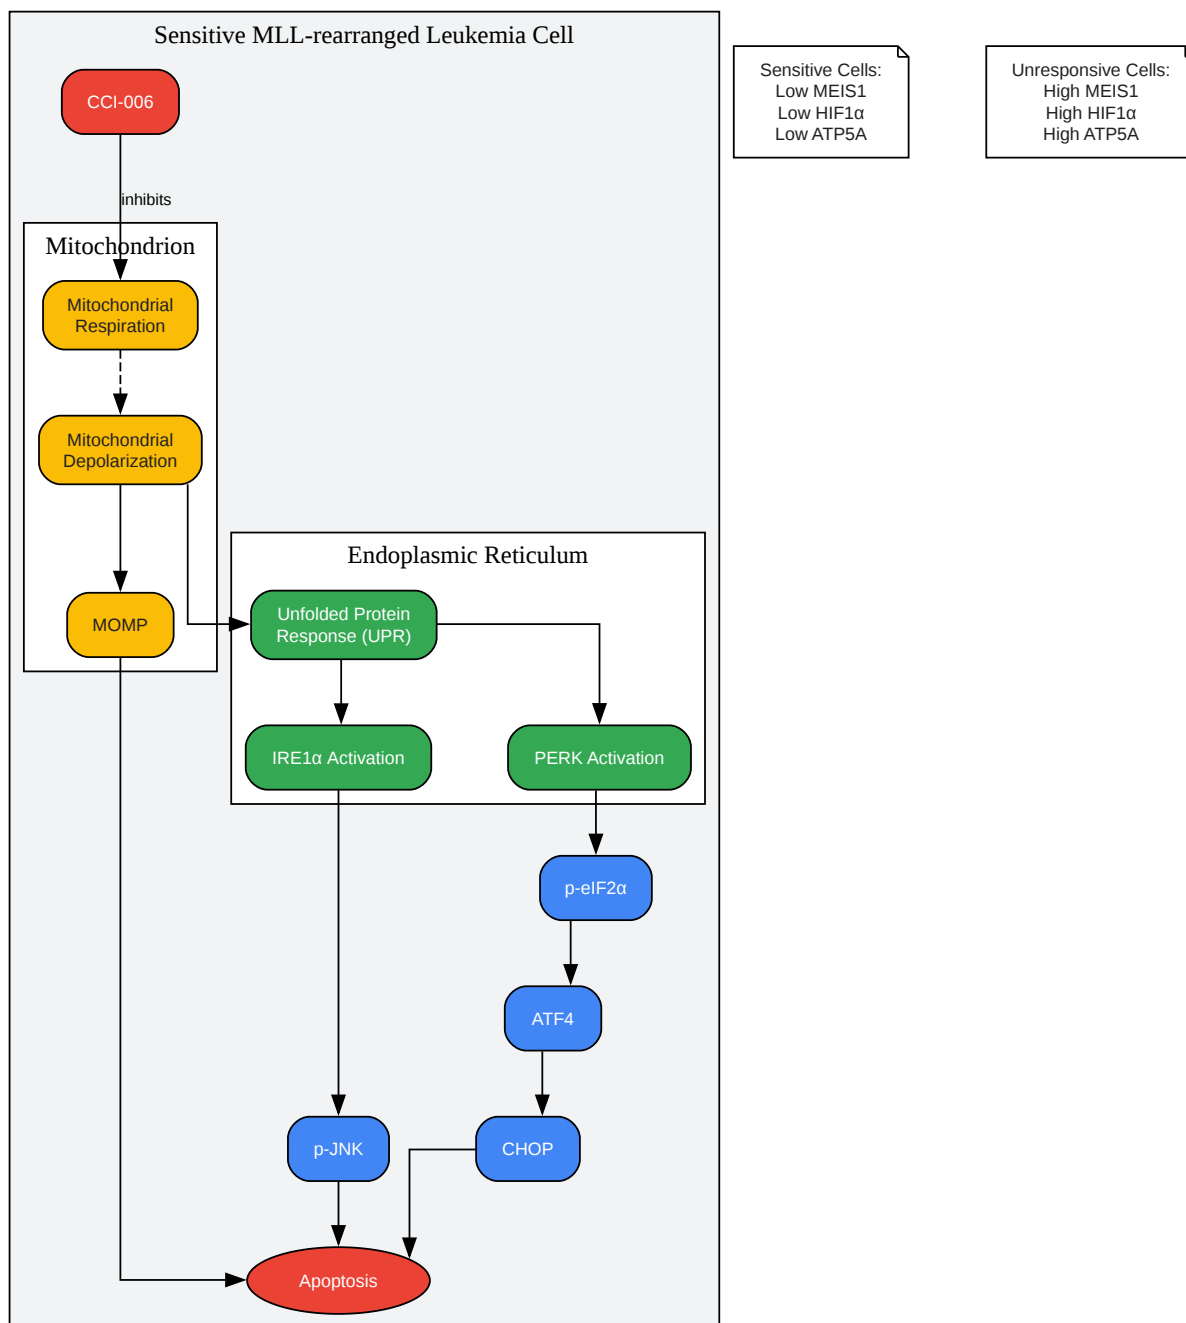 Sensitive MLL-rearranged Leukemia Cell
CCI-006
inhibits
Mitochondrion
Mitochondrial
Respiration
Mitochondrial
Depolarization
MOMP
Endoplasmic Reticulum
Unfolded Protein
Response (UPR)
IRE1α Activation
PERK Activation
p-eIF2α
ATF4
p-JNK
CHOP
Apoptosis
Sensitive Cells:
Low MEIS1
Low HIF1α
Low ATP5A
Unresponsive Cells:
High MEIS1
High HIF1α
High ATP5A